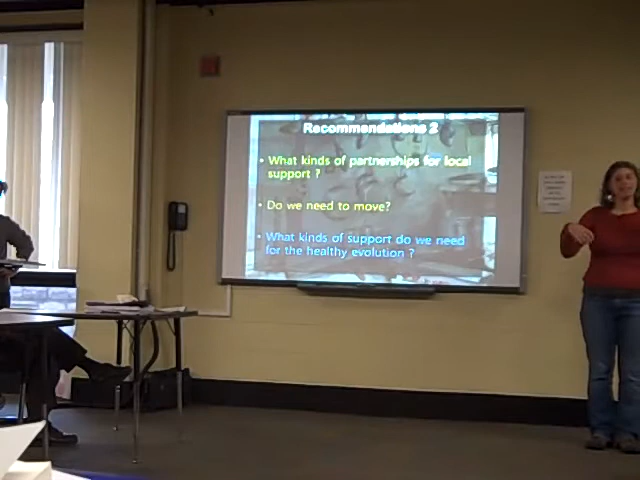 Recommendations 2
• What kinds of partnerships for local
support ?
• Do we need to move?
• What kinds of support do we need
for the healthy evolution ?